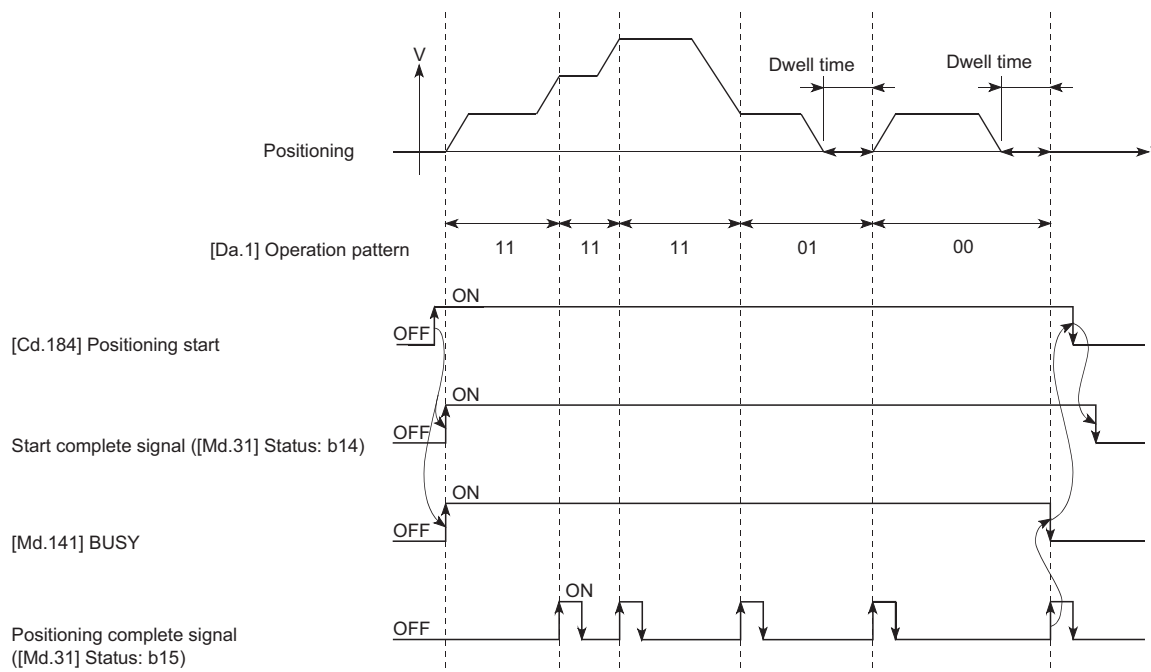 V
Dwell time
Dwell time
Positioning
[Da.1] Operation pattern
11
11
11
01
00
ON
OFF
[Cd.184] Positioning start
ON
OFF
Start complete signal ([Md.31] Status: b14)
ON
OFF
[Md.141] BUSY
ON
OFF
Positioning complete signal
([Md.31] Status: b15)